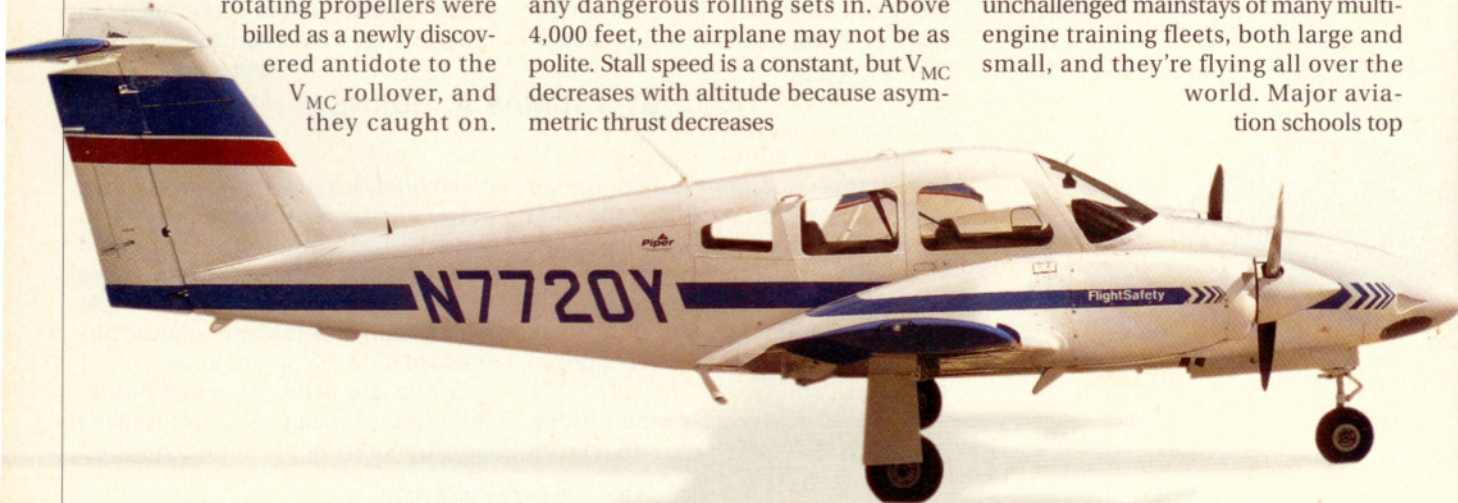 rotating propellers were
billed as a newly discov-
ered antidote to the
VMC rollover, and
they caught on.
any dangerous rolling sets in. Above
4,000 feet, the airplane may not be as
polite. Stall speed is a constant, but VMC
decreases with altitude because asym-
metric thrust decreases
unchallenged mainstays of many multi-
engine training fleets, both large and
small, and they're flying all over the
world. Major avia-
tion schools top
Piper
N7720Y
FlightSafety